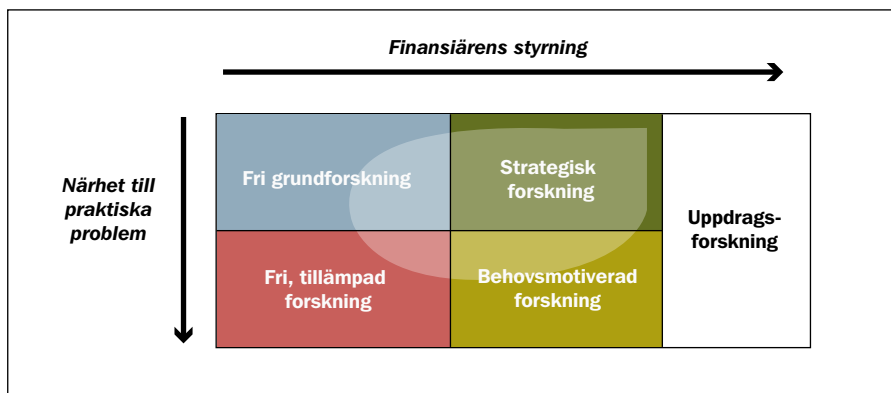 Finansiärens styrning
Närhet till
praktiska
problem
Fri grundforskning
Strategisk
forskning
Uppdrags-
forskning
Fri, tillämpad
forskning
Behovsmotiverad
forskning